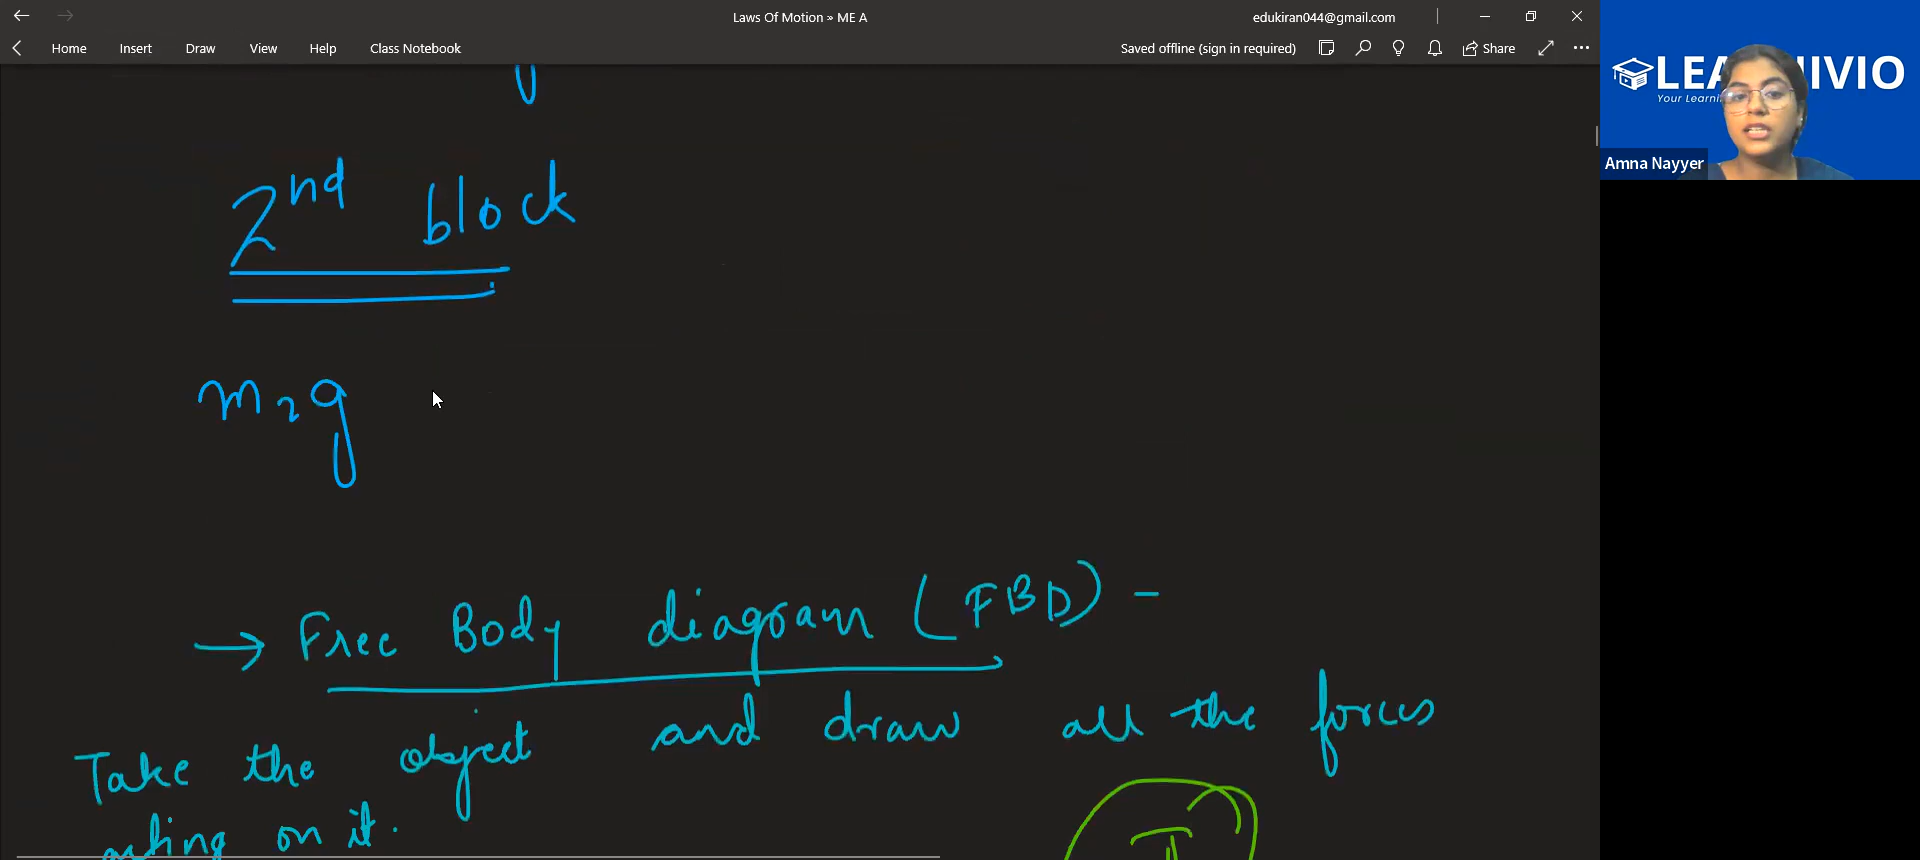 Laws Of Motion » ME A
edukiran044@gmail.com
Home Insert Draw View Help Class Notebook
Saved offline (sign in required)
Share
Amna Nayyer
2nd block
m₂g
→ Free Body diagram (FBD) -
Take the object and draw all the forces
acting on it.